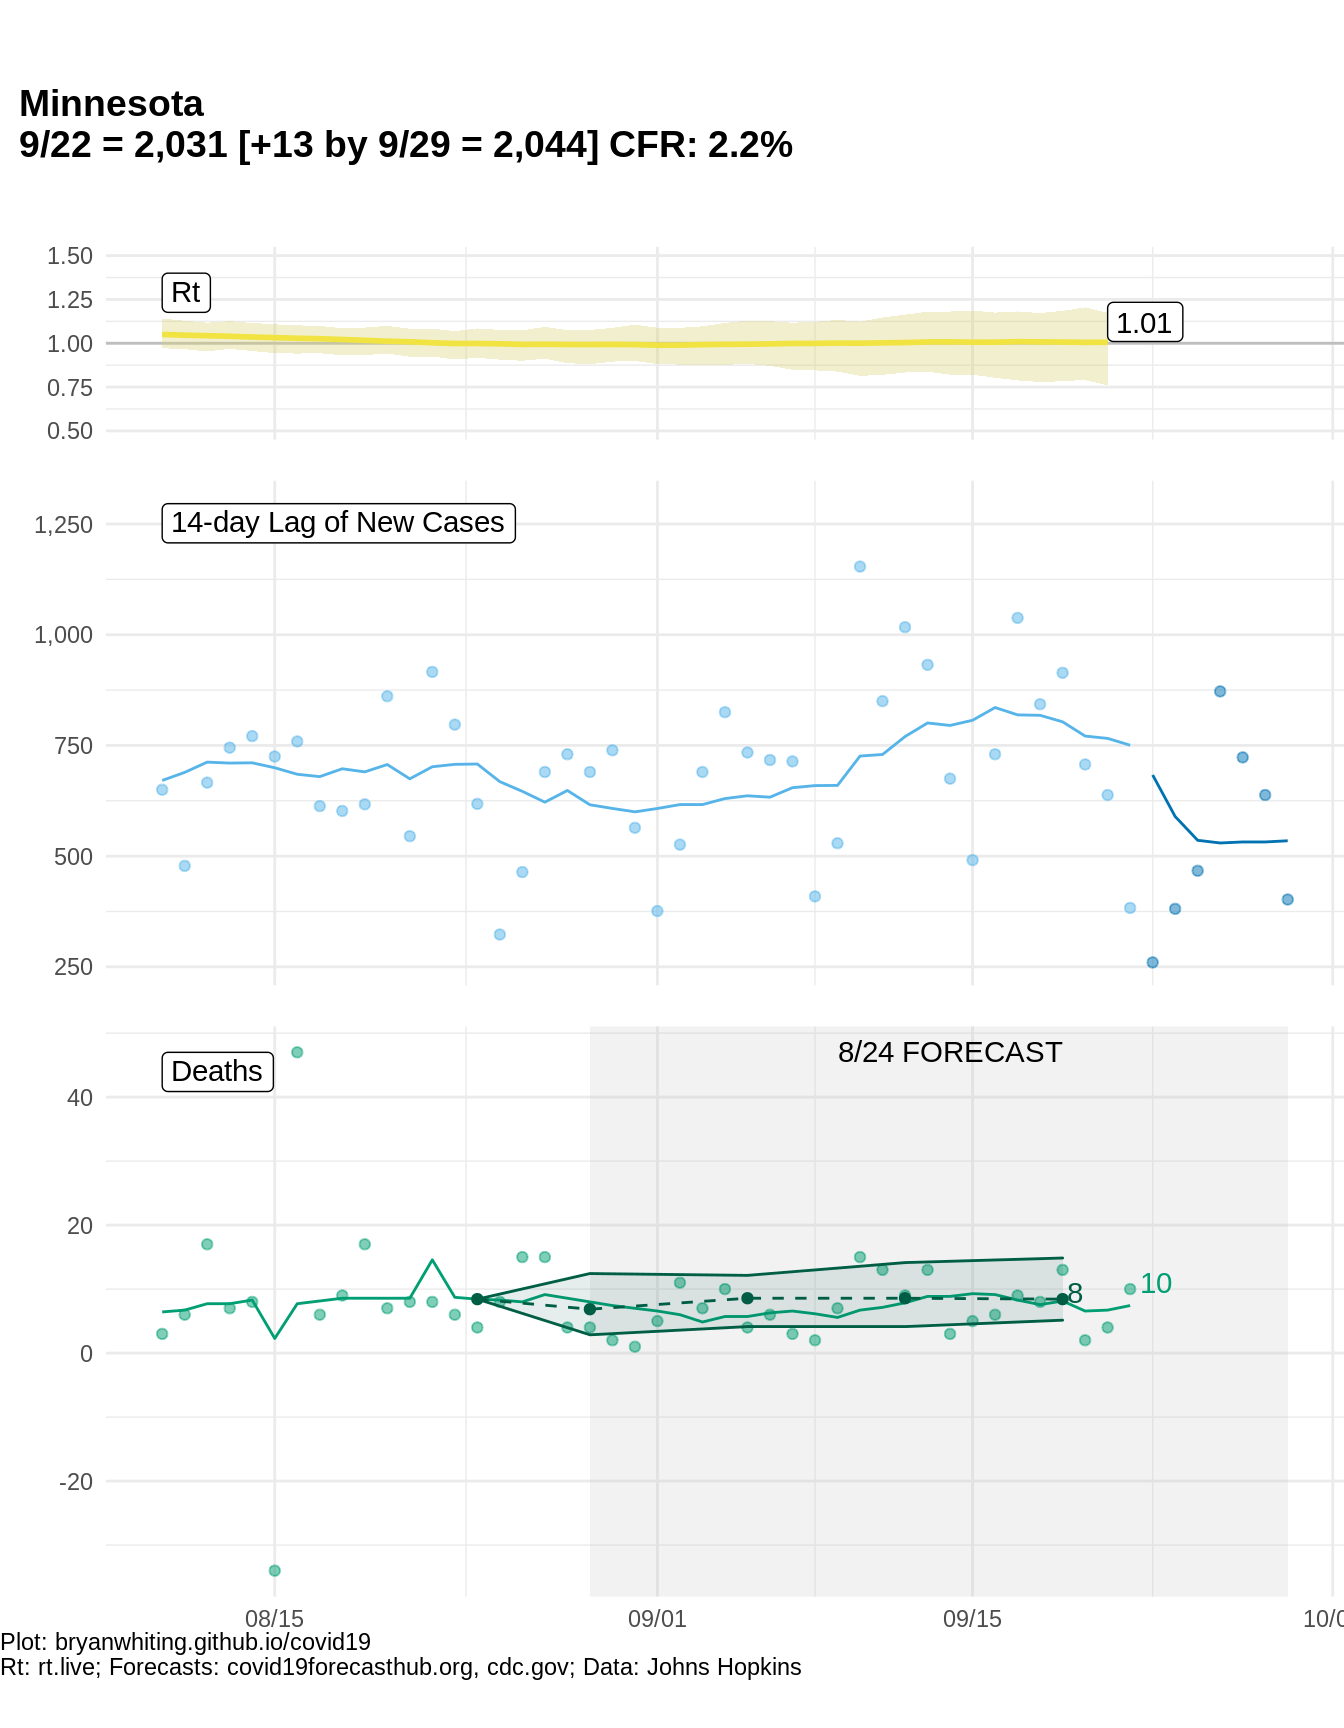 Minnesota
9/22 = 2,031 [+13 by 9/29 = 2,044] CFR: 2.2%
1.50
Rt
1.25
1.01
1.00
0.75
0.50
14-day Lag of New Cases
1,250
1,000
750
500
250
8/24 FORECAST
Deaths
40
20
8
10
0
-20
08/15
09/01
09/15
10/0
Plot: bryanwhiting.github.io/covid19
Rt: rt.live; Forecasts: covid19forecasthub.org, cdc.gov; Data: Johns Hopkins